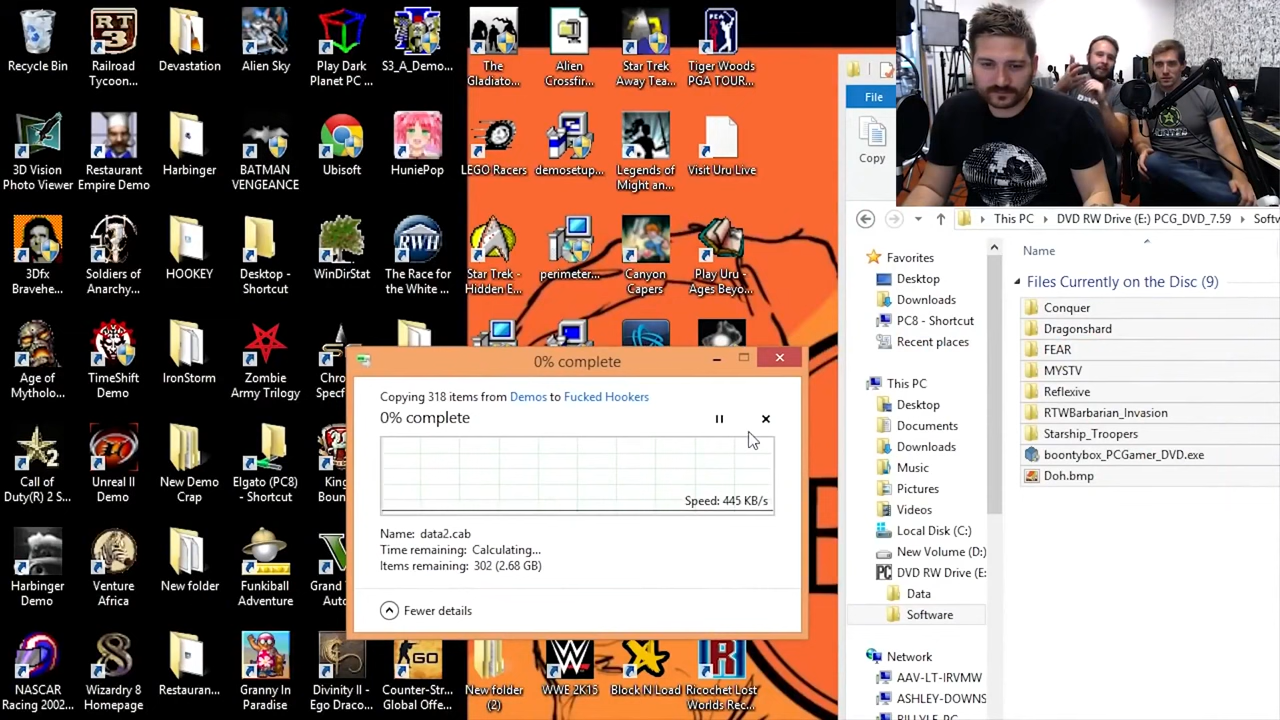 Recycle Bin
Railroad
Tycoon...
Devastation
Alien Sky
Play Dark
Planet PC ...
S3_A_Demo...
The
Gladiato...
Alien
Crossfir...
Star Trek
Away Tea...
Tiger Woods
PGA TOUR...
3D Vision
Photo Viewer
Restaurant
Empire Demo
Harbinger
BATMAN
VENGEANCE
Ubisoft
HuniePop
LEGO Racers
demosetup...
Legends of
Might an...
Visit Uru Live
3Dfx
Bravehe...
Soldiers of
Anarchy...
HOOKEY
Desktop -
Shortcut
WinDirStat
The Race for
the White ...
Star Trek -
Hidden E...
perimeter...
Canyon
Capers
Play Uru -
Ages Beyo...
Age of
Mytholo...
TimeShift
Demo
IronStorm
Zombie
Army Trilogy
Chro
Specf
Call of
Duty(R) 2 S...
Unreal II
Demo
New Demo
Crap
Elgato (PC8)
- Shortcut
King
Boun
Harbinger
Demo
Venture
Africa
New folder
Funkiball
Adventure
Grand
Auto
NASCAR
Racing 2002...
Wizardry 8
Homepage
Restauran...
Granny In
Paradise
Divinity II -
Ego Draco...
Counter-Str...
Global Offe...
New folder
(2)
WWE 2K15
Block N Load
Ricochet Lost
Worlds Rec...
0% complete
Copying 318 items from Demos to Fucked Hookers
0% complete
Speed: 445 KB/s
Name: data2.cab
Time remaining: Calculating...
Items remaining: 302 (2.68 GB)
Fewer details
File
Copy
This PC
DVD RW Drive (E:) PCG_DVD_7.59
Softw
Name
Favorites
Desktop
Downloads
PC8 - Shortcut
Recent places
This PC
Desktop
Documents
Downloads
Music
Pictures
Videos
Local Disk (C:)
New Volume (D:)
DVD RW Drive (E:
Data
Software
Network
AAV-LT-IRVMW
ASHLEY-DOWNS
Files Currently on the Disc (9)
Conquer
Dragonshard
FEAR
MYSTV
Reflexive
RTWBarbarian_Invasion
Starship_Troopers
boontybox_PCGamer_DVD.exe
Doh.bmp